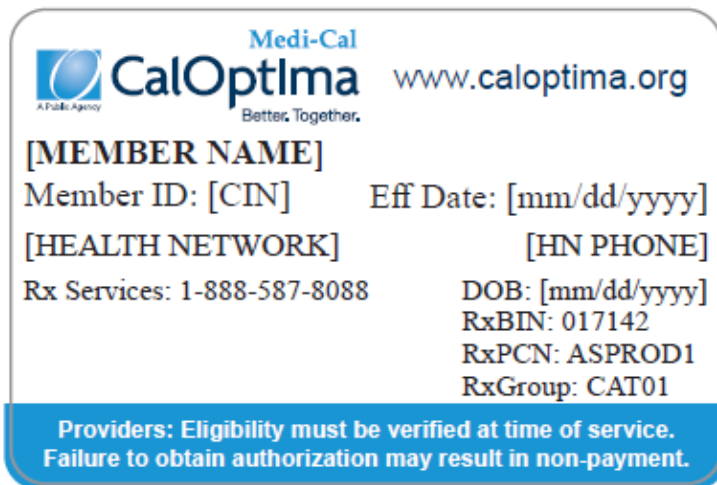 Medi-Cal
CalOptima
A Public Agency
Better. Together.
www.caloptima.org
[MEMBER NAME]
Member ID: [CIN] Eff Date: [mm/dd/yyyy]
[HEALTH NETWORK] [HN PHONE]
Rx Services: 1-888-587-8088 DOB: [mm/dd/yyyy]
RxBIN: 017142
RxPCN: ASPROD1
RxGroup: CAT01
Providers: Eligibility must be verified at time of service.
Failure to obtain authorization may result in non-payment.